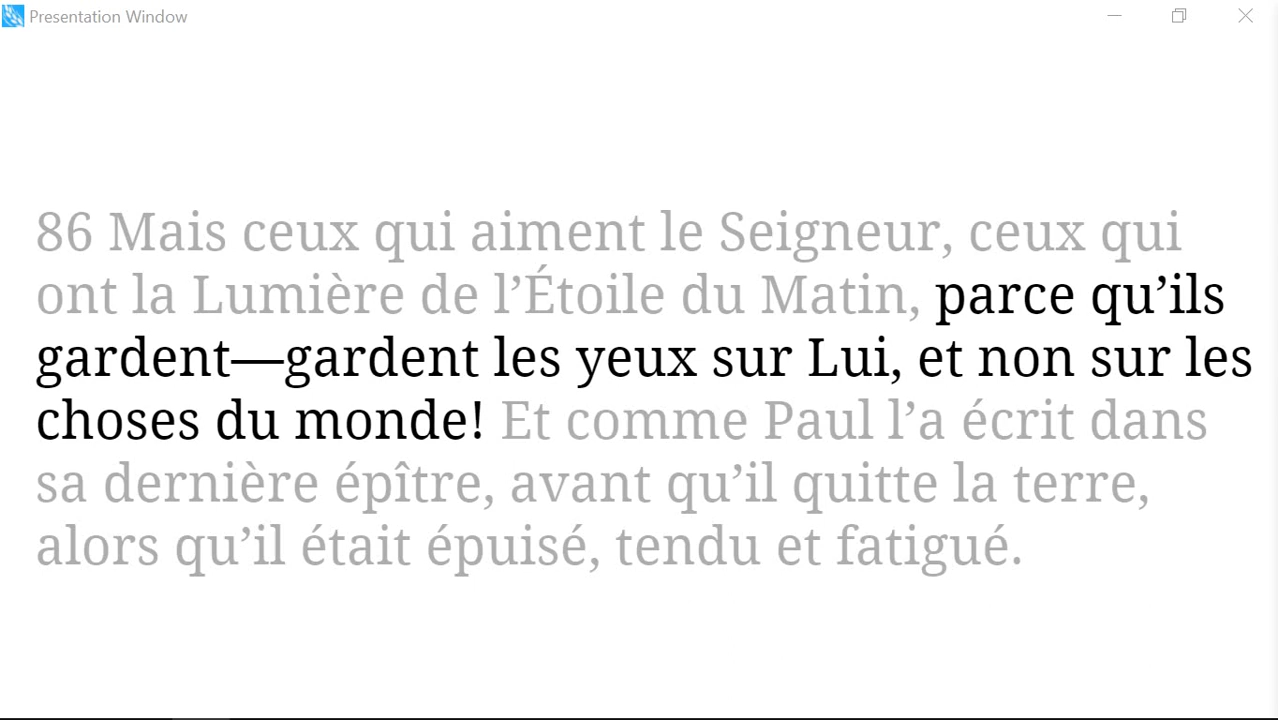 Presentation Window
86 Mais ceux qui aiment le Seigneur, ceux qui
ont la Lumière de l’Étoile du Matin, parce qu’ils
gardent—gardent les yeux sur Lui, et non sur les
choses du monde! Et comme Paul l’a écrit dans
sa dernière épître, avant qu’il quitte la terre,
alors qu’il était épuisé, tendu et fatigué.